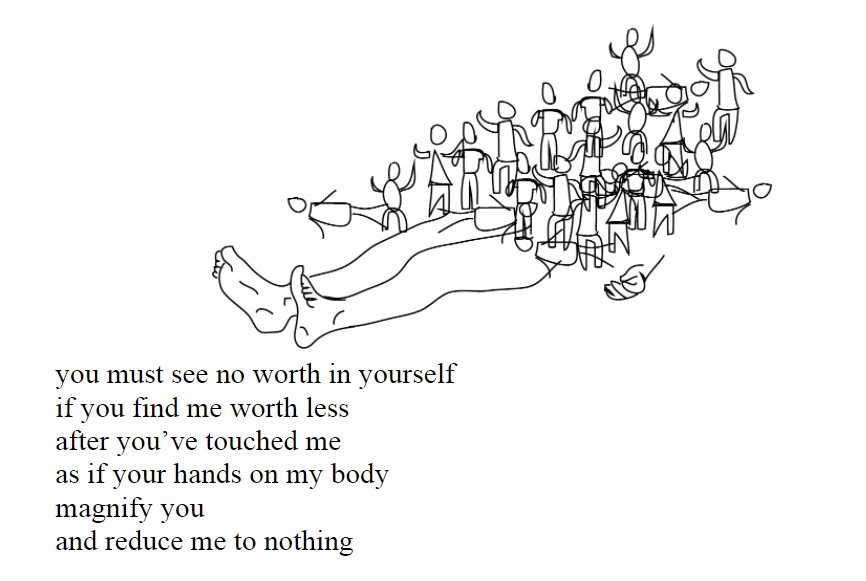 you must see no worth in yourself
if you find me worth less
after you’ve touched me
as if your hands on my body
magnify you
and reduce me to nothing